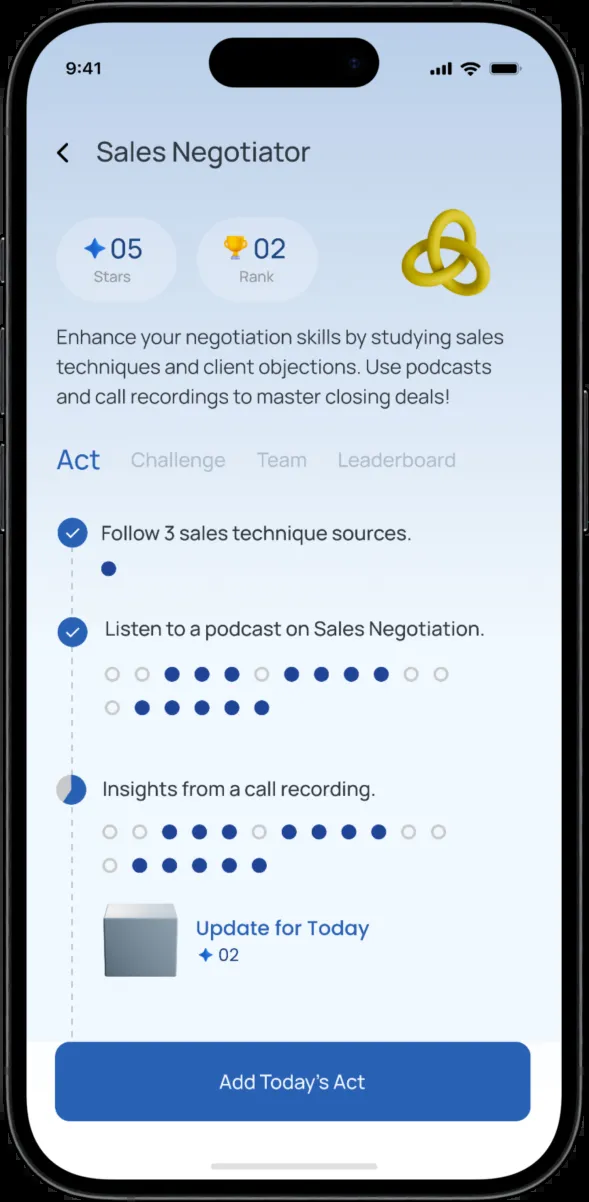 9:41
Sales Negotiator
05
Stars
02
Rank
Enhance your negotiation skills by studying sales
techniques and client objections. Use podcasts
and call recordings to master closing deals!
Act Challenge Team Leaderboard
Follow 3 sales technique sources.
Listen to a podcast on Sales Negotiation.
Insights from a call recording.
Update for Today
02
Add Today's Act